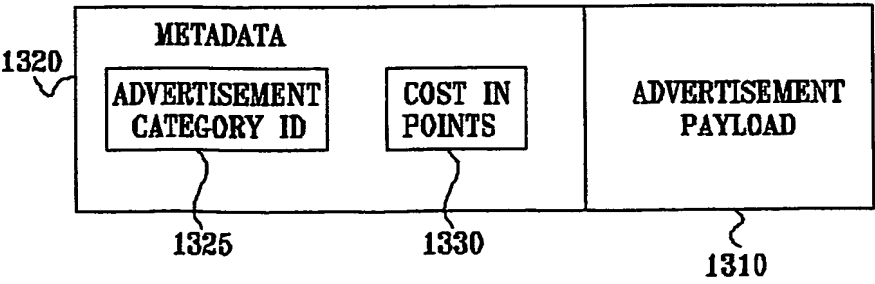 METADATA
1320
ADVERTISEMENT
CATEGORY ID
COST IN
POINTS
ADVERTISEMENT
PAYLOAD
1325
1330
1310